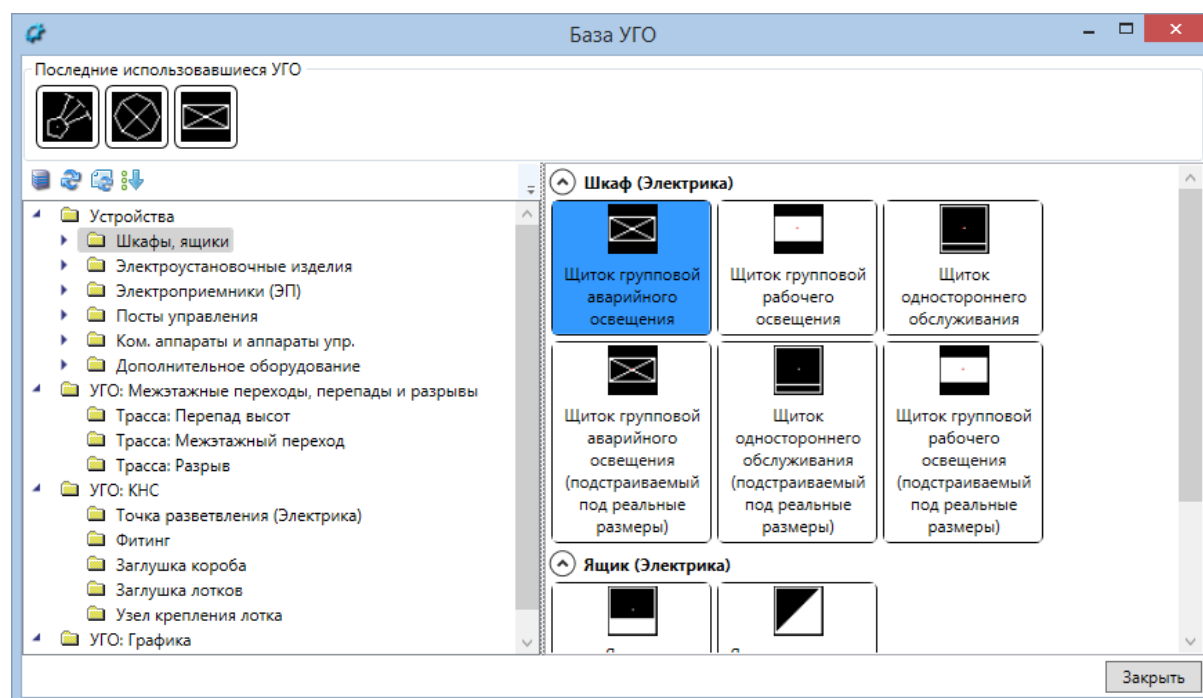 База УГО
Последние использовавшиеся УГО
Устройства
Шкафы, ящики
Электроустановочные изделия
Электроприемники (ЭП)
Посты управления
Ком. аппараты и аппараты упр.
Дополнительное оборудование
УГО: Межэтажные переходы, перепады и разрывы
Трасса: Перепад высот
Трасса: Межэтажный переход
Трасса: Разрыв
УГО: КНС
Точка разветвления (Электрика)
Фитинг
Заглушка короба
Заглушка лотков
Узел крепления лотка
УГО: Графика
Шкаф (Электрика)
Щиток групповой
аварийного
освещения
Щиток групповой
рабочего
освещения
Щиток
одностороннего
обслуживания
Щиток групповой
аварийного
освещения
(подстраиваемый
под реальные
размеры)
Щиток
одностороннего
обслуживания
(подстраиваемый
под реальные
размеры)
Щиток групповой
рабочего
освещения
(подстраиваемый
под реальные
размеры)
Ящик (Электрика)
Закрыть